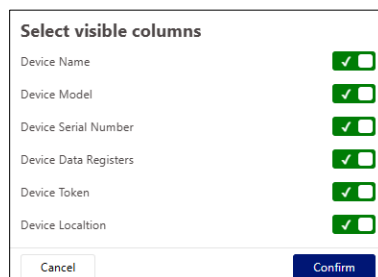 Select visible columns
Device Name
Device Model
Device Serial Number
Device Data Registers
Device Token
Device Localtion
Cancel Confirm